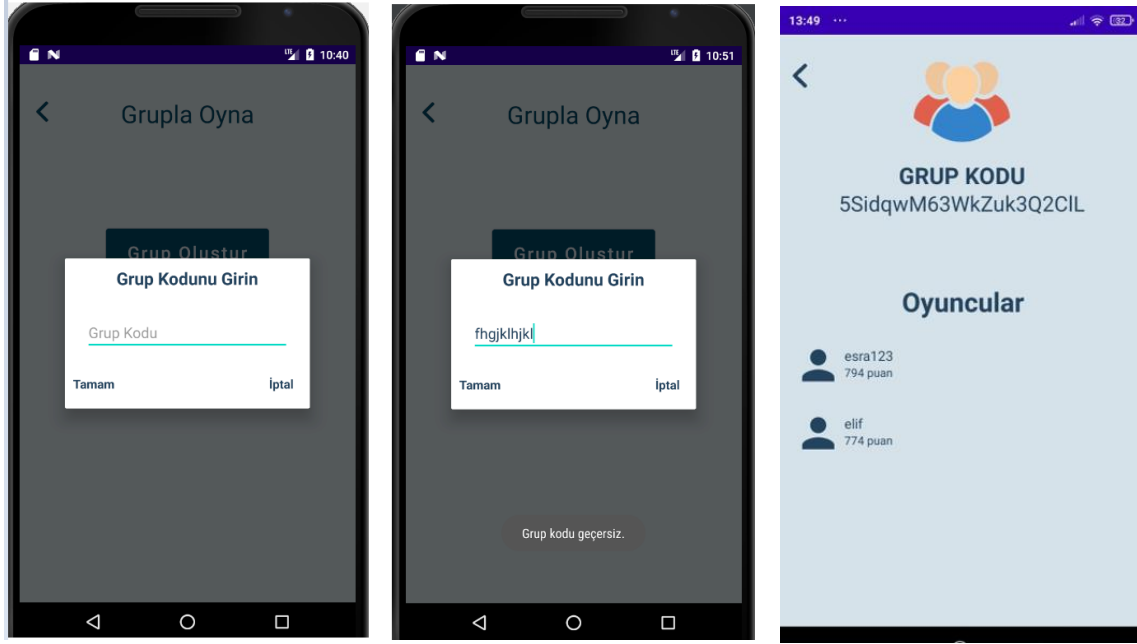 10:40
Grupla Oyna
Grup Oluştur
Grup Kodunu Girin
Grup Kodu
Tamam
İptal
10:51
Grupla Oyna
Grup Oluştur
Grup Kodunu Girin
fhgjklhjkl
Tamam
İptal
Grup kodu geçersiz.
13:49
32
GRUP KODU
5SidqwM63WkZuk3Q2ClL
Oyuncular
esra123
794 puan
elif
774 puan